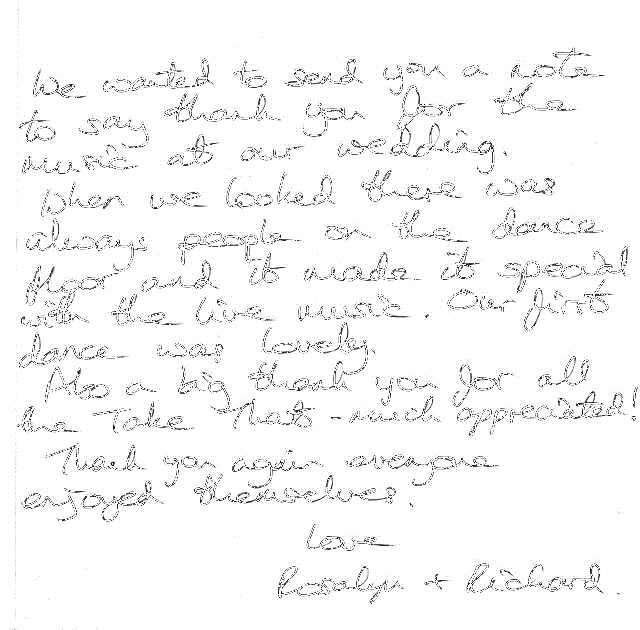 We wanted to send you a note
to say thank you for the
music at our wedding.
When we looked there was
always people on the dance
floor and it made it special
with the live music. Our first
dance was lovely.
Also a big thank you for all
the Take Thats - much appreciated!
Thank you again everyone
enjoyed themselves.
Love
Rosalyn + Richard.